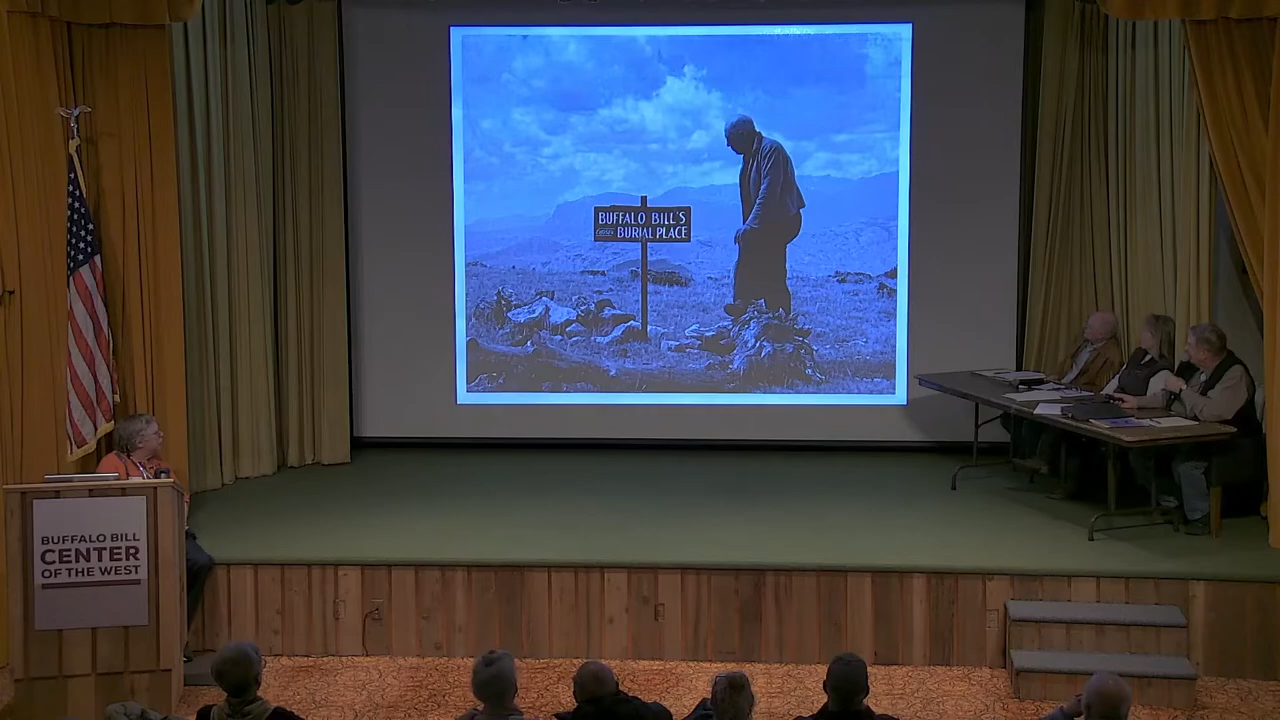 BUFFALO BILL'S
BURIAL PLACE
BUFFALO BILL
CENTER
OF THE WEST